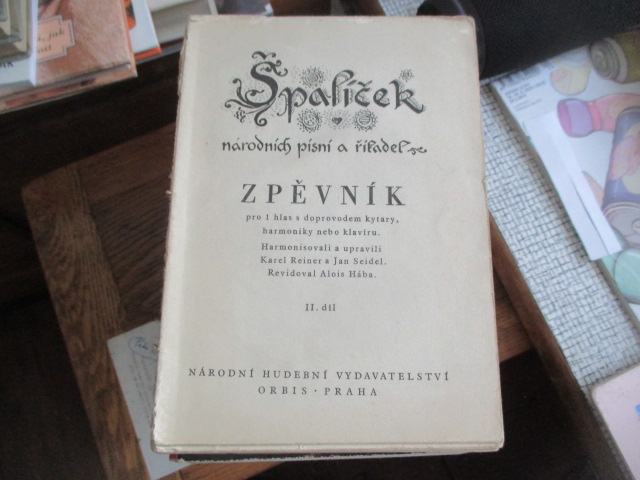 Špalíček
národních písní a říkadel
ZPĚVNÍK
pro 1 hlas s doprovodem kytary,
harmoniky nebo klavíru.
Harmonisovali a upravili
Karel Reiner a Jan Seidel.
Revidoval Alois Hába.
II. díl
NÁRODNÍ HUDEBNÍ VYDAVATELSTVÍ
ORBIS · PRAHA